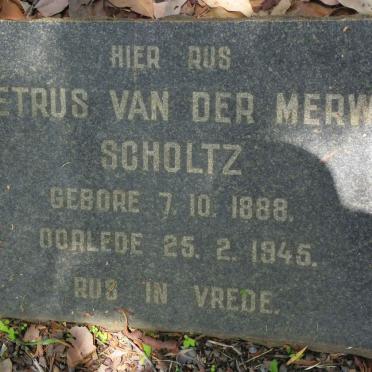 HIER RUS
ETRUS VAN DER MERW
SCHOLTZ
GEBORE 7. 10. 1888.
OORLEDE 25. 2. 1945.
RUS IN VREDE.